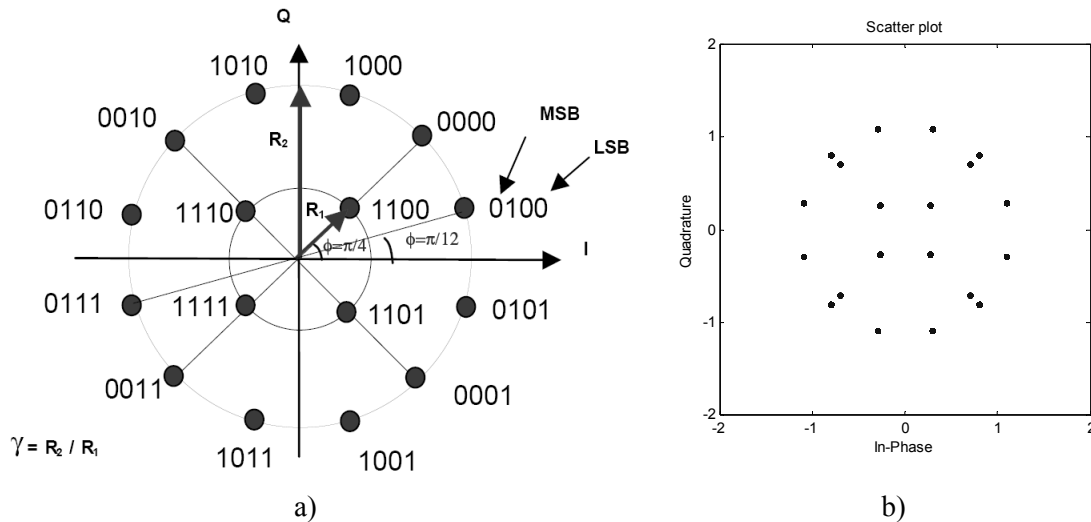 Q
1010 1000
0010 0000
MSB
LSB
R₂
0110 1110 R₁ 1100 0100
ϕ=π/4 ϕ=π/12
I
0111 1111 1101 0101
0011 0001
γ = R₂ / R₁
1011 1001
a)
Scatter plot
2
1
0
-1
-2
Quadrature
-2 -1 0 1 2
In-Phase
b)